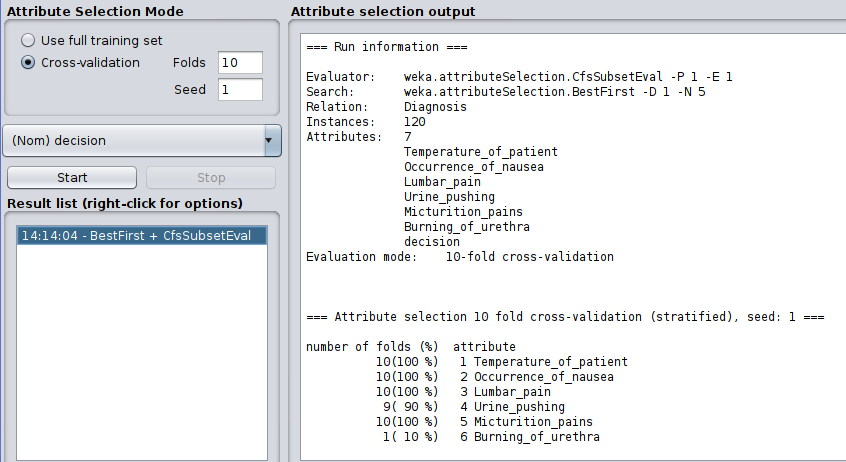 Attribute Selection Mode
Use full training set
Cross-validation Folds 10
Seed 1
(Nom) decision
Start Stop
Result list (right-click for options)
14:14:04 - BestFirst + CfsSubsetEval
Attribute selection output
=== Run information ===
Evaluator: weka.attributeSelection.CfsSubsetEval -P 1 -E 1
Search: weka.attributeSelection.BestFirst -D 1 -N 5
Relation: Diagnosis
Instances: 120
Attributes: 7
Temperature_of_patient
Occurrence_of_nausea
Lumbar_pain
Urine_pushing
Micturition_pains
Burning_of_urethra
decision
Evaluation mode: 10-fold cross-validation
=== Attribute selection 10 fold cross-validation (stratified), seed: 1 ===
number of folds (%) attribute
10(100 %) 1 Temperature_of_patient
10(100 %) 2 Occurrence_of_nausea
10(100 %) 3 Lumbar_pain
9( 90 %) 4 Urine_pushing
10(100 %) 5 Micturition_pains
1( 10 %) 6 Burning_of_urethra